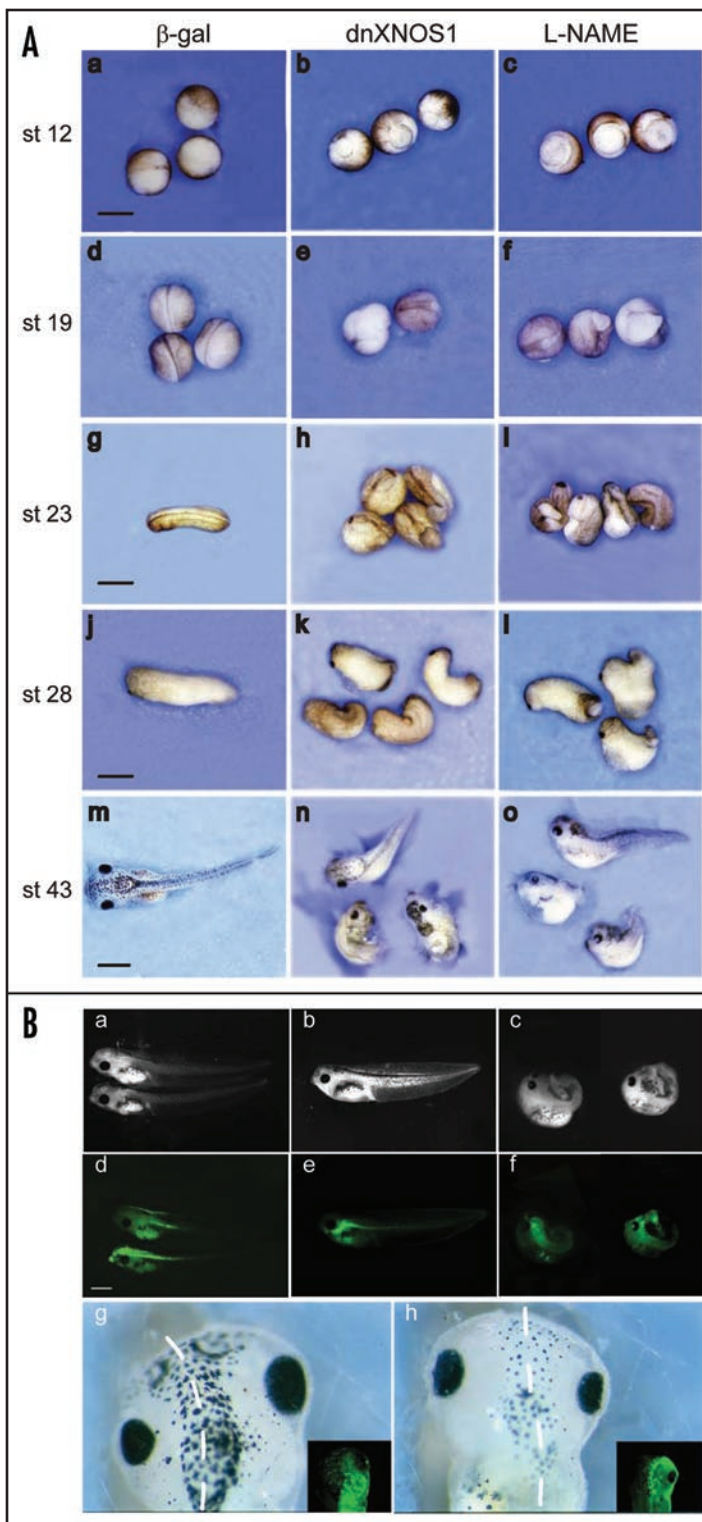 A
β-gal dnXNOS1 L-NAME
st 12 a b c
st 19 d e f
st 23 g h I
st 28 j k l
st 43 m n o
B
a b c
d e f
g h